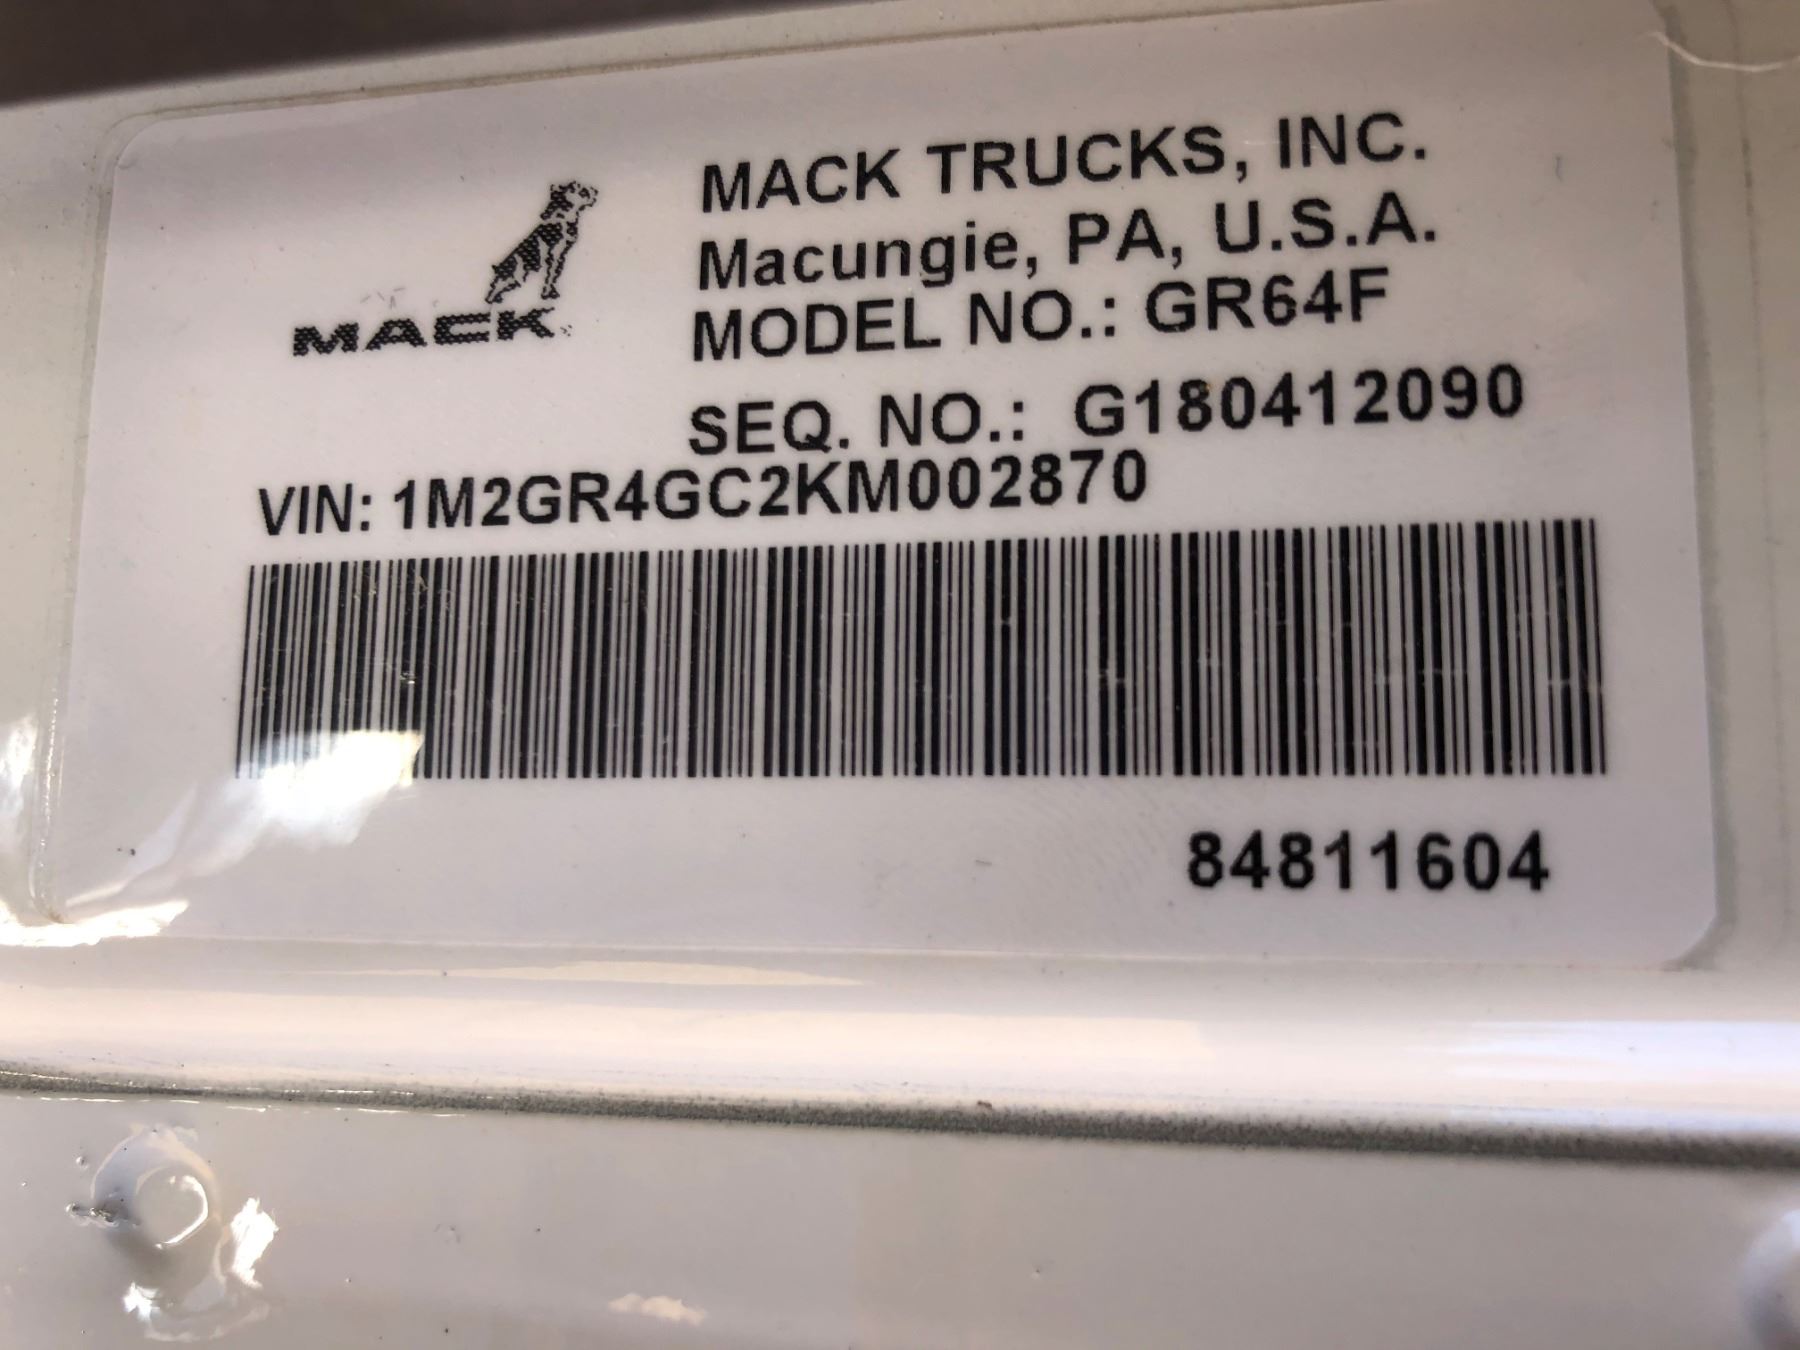 MACK TRUCKS, INC.
Macungie, PA, U.S.A.
MACK
MODEL NO.: GR64F
SEQ. NO.: G180412090
VIN: 1M2GR4GC2KM002870
84811604